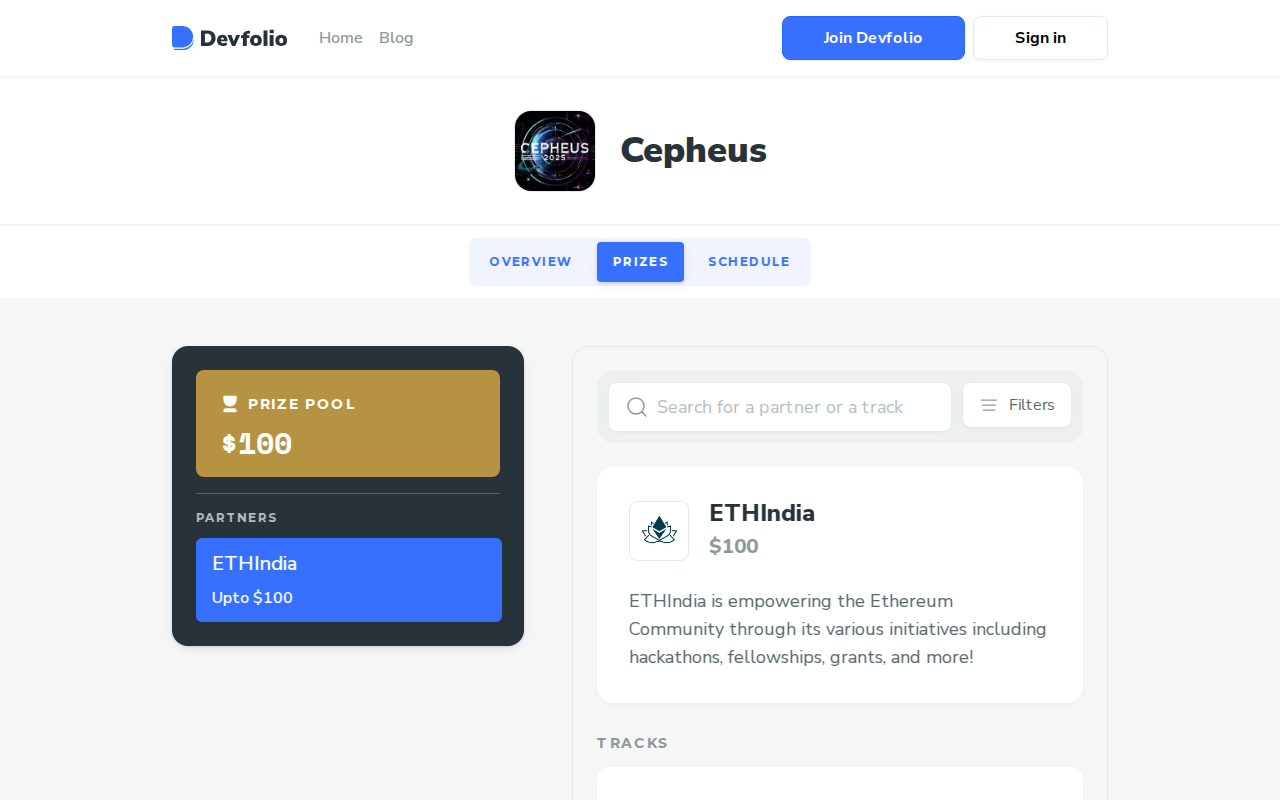 Devfolio
Home
Blog
Join Devfolio
Sign in
CEPHEUS
2025
Cepheus
OVERVIEW
PRIZES
SCHEDULE
PRIZE POOL
$100
PARTNERS
ETHIndia
Upto $100
Search for a partner or a track
Filters
ETHIndia
$100
ETHIndia is empowering the Ethereum
Community through its various initiatives including
hackathons, fellowships, grants, and more!
TRACKS